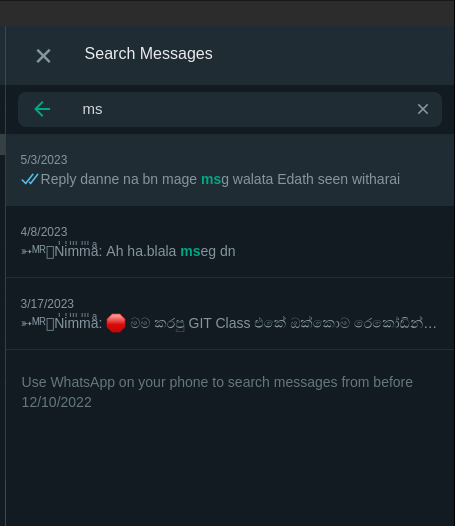 Search Messages
ms
5/3/2023
Reply danne na bn mage msg walata Edath seen witharai
4/8/2023
➳ᴹᴿ Nimmå: Ah ha.blala mseg dn
3/17/2023
➳ᴹᴿ Nimmå: 🛑 මම කරපු GIT Class එකේ ඔක්කොම රෙකෝඩින්…
Use WhatsApp on your phone to search messages from before
12/10/2022